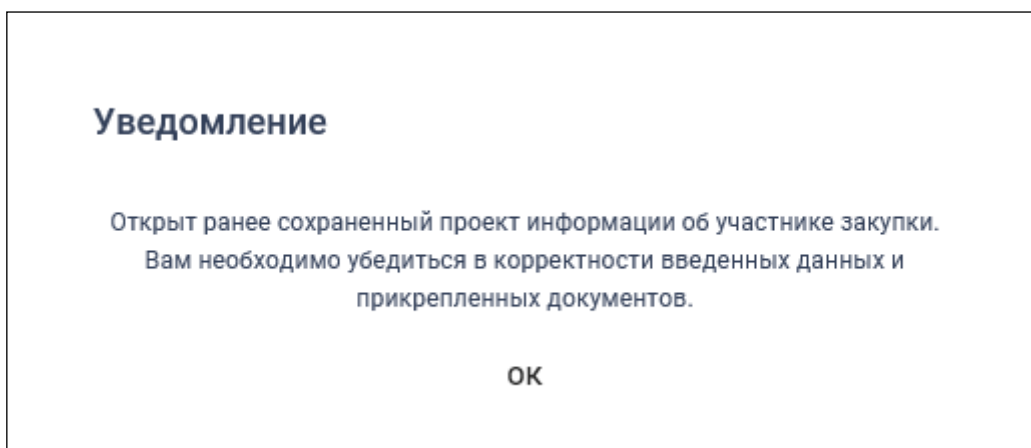 Уведомление
Открыт ранее сохраненный проект информации об участнике закупки.
Вам необходимо убедиться в корректности введенных данных и
прикрепленных документов.
ОК